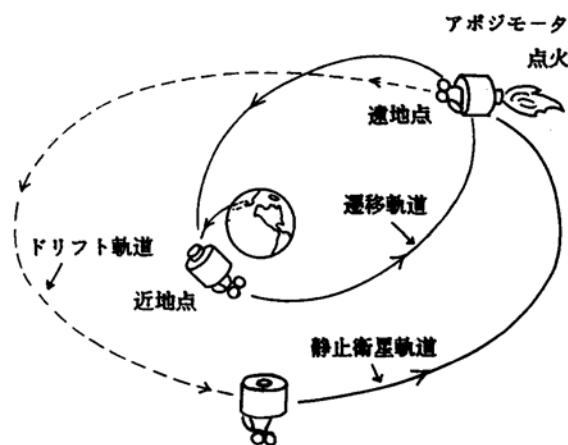 アポジモータ
点火
遠地点
遷移軌道
ドリフト軌道
近地点
静止衛星軌道